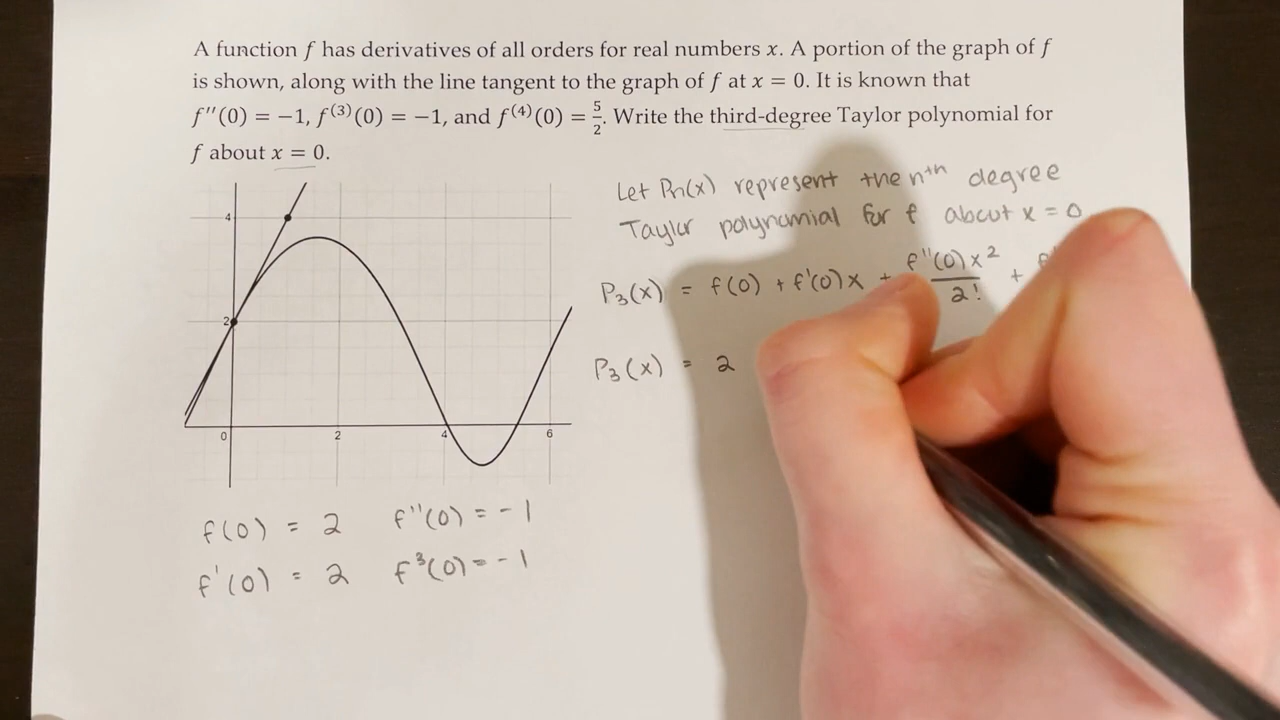 A function f has derivatives of all orders for real numbers x. A portion of the graph of f
is shown, along with the line tangent to the graph of f at x = 0. It is known that
f''(0) = −1, f⁽³⁾(0) = −1, and f⁽⁴⁾(0) = 5/2. Write the third-degree Taylor polynomial for
f about x = 0.
Let Pn(x) represent the nth degree
Taylor polynomial for f about x = 0
P₃(x) = f(0) + f'(0)x + f''(0)x²/2! +
P₃(x) = 2
4
2
0 2 4 6
f(0) = 2 f''(0) = -1
f'(0) = 2 f³(0) = -1